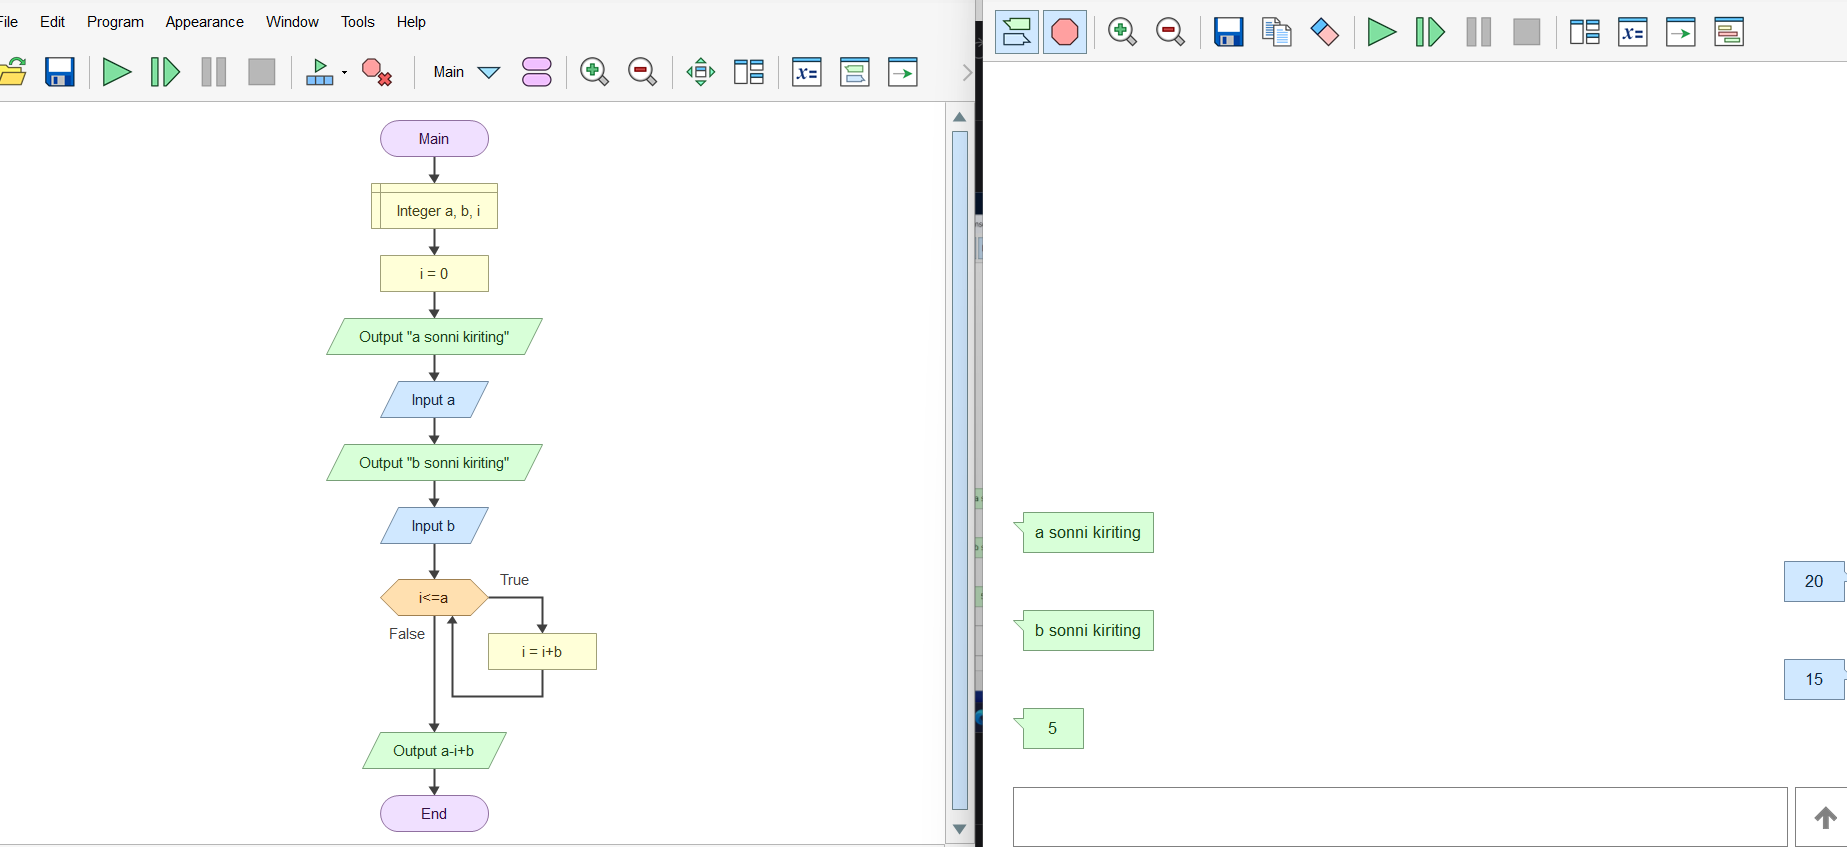 File Edit Program Appearance Window Tools Help
Main
x=
x=
Main
Integer a, b, i
i = 0
Output "a sonni kiriting"
Input a
Output "b sonni kiriting"
Input b
i<=a
True
False
i = i+b
Output a-i+b
End
a sonni kiriting
20
b sonni kiriting
15
5